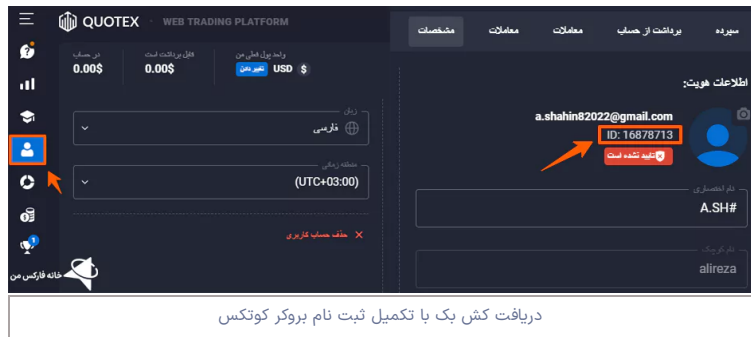 QUOTEX · WEB TRADING PLATFORM
سپرده
برداشت از حساب
معاملات
معاملات
مشخصات
در حساب
0.00$
قابل برداشت است
0.00$
واحد پول فعلی من
تغییر دادن USD $
زبان
فارسی
منطقه زمانی
(UTC+03:00)
حذف حساب کاربری
اطلاعات هویت:
a.shahin82022@gmail.com
ID: 16878713
تایید نشده است
نام اختصاری
A.SH#
نام کوچک
alireza
خانه فارکس من
دریافت کش بک با تکمیل ثبت نام بروکر کوتکس